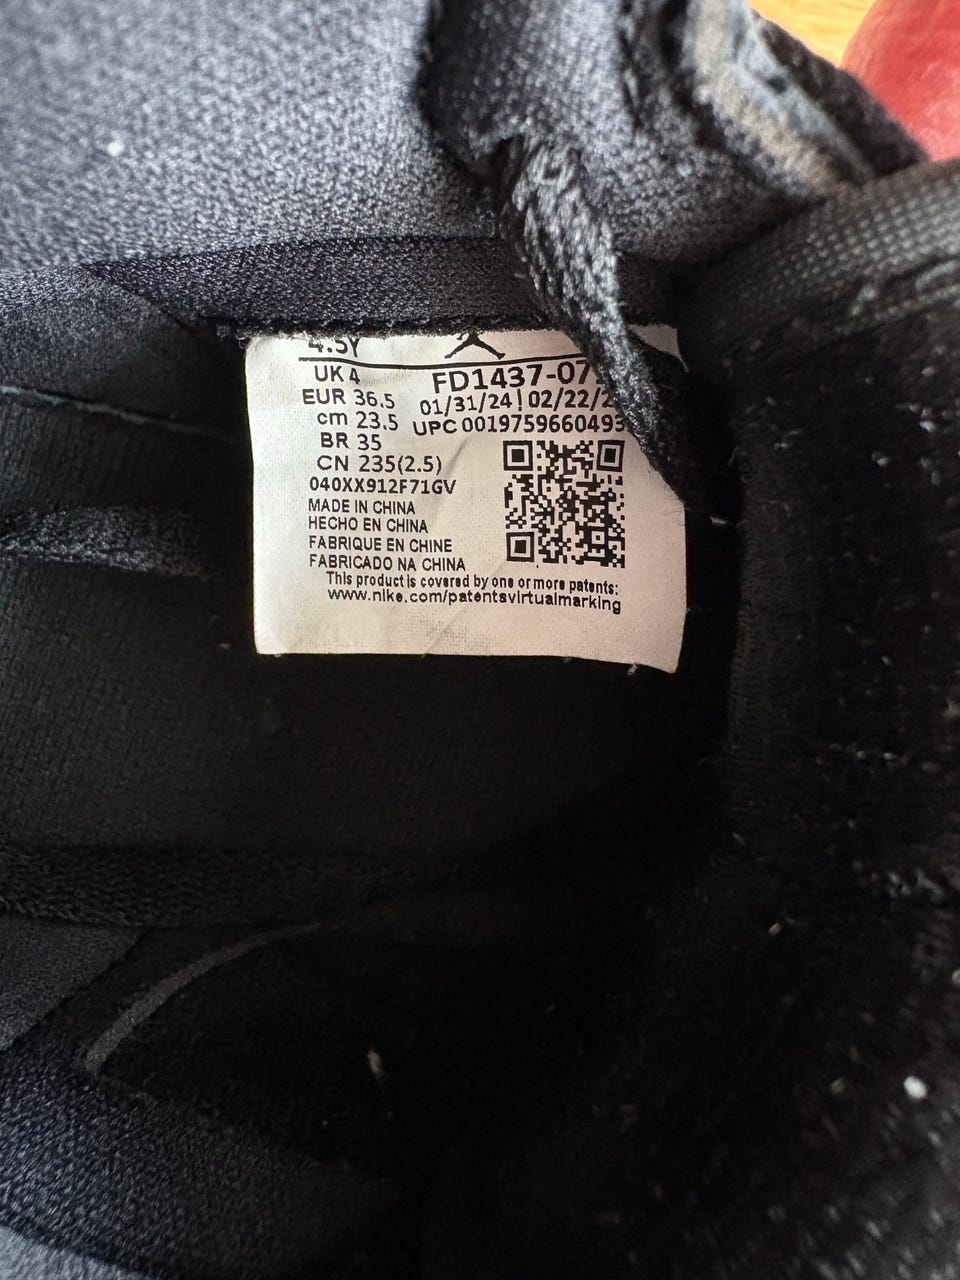 4.5Y
UK 4
EUR 36.5
cm 23.5
BR 35
CN 235(2.5)
040XX912F71GV
MADE IN CHINA
HECHO EN CHINA
FABRIQUE EN CHINE
FABRICADO NA CHINA
FD1437-07
01/31/24 | 02/22/2
UPC 0019759660493
This product is covered by one or more patents:
www.nike.com/patentsvirtualmarking